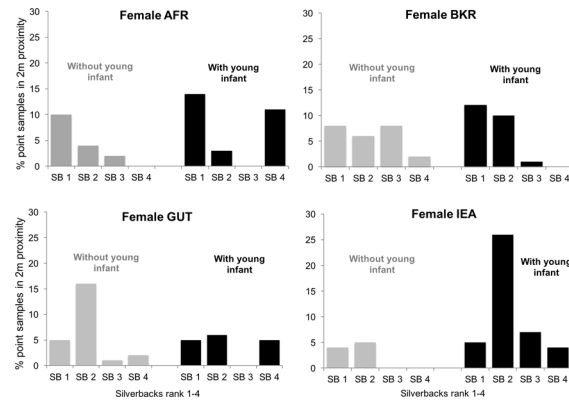 Female AFR
% point samples in 2m proximity
30
25
20
15
10
5
0
Without young
infant
With young
infant
SB 1 SB 2 SB 3 SB 4 SB 1 SB 2 SB 3 SB 4
Female BKR
30
25
20
15
10
5
0
Without young
infant
With young
infant
SB 1 SB 2 SB 3 SB 4 SB 1 SB 2 SB 3 SB 4
Female GUT
% point samples in 2m proximity
30
25
20
15
10
5
0
Without young
infant
With young
infant
SB 1 SB 2 SB 3 SB 4 SB 1 SB 2 SB 3 SB 4
Silverbacks rank 1-4
Female IEA
30
25
20
15
10
5
0
Without young
infant
With young
infant
SB 1 SB 2 SB 3 SB 4 SB 1 SB 2 SB 3 SB 4
Silverbacks rank 1-4